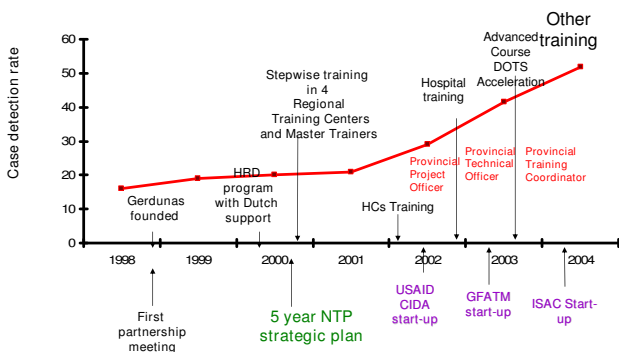 Other
training
Advanced
Course
DOTS
Acceleration
Hospital
training
Stepwise training
in 4
Regional
Training Centers
and Master Trainers
Case detection rate
60
50
40
30
20
10
0
HRD
program
with Dutch
support
Gerdunas
founded
HCs Training
Provincial
Project
Officer
Provincial
Technical
Officer
Provincial
Training
Coordinator
1998
1999
2000
2001
2002
2003
2004
First
partnership
meeting
5 year NTP
strategic plan
USAID
CIDA
start-up
GFATM
start-up
ISAC Start-
up